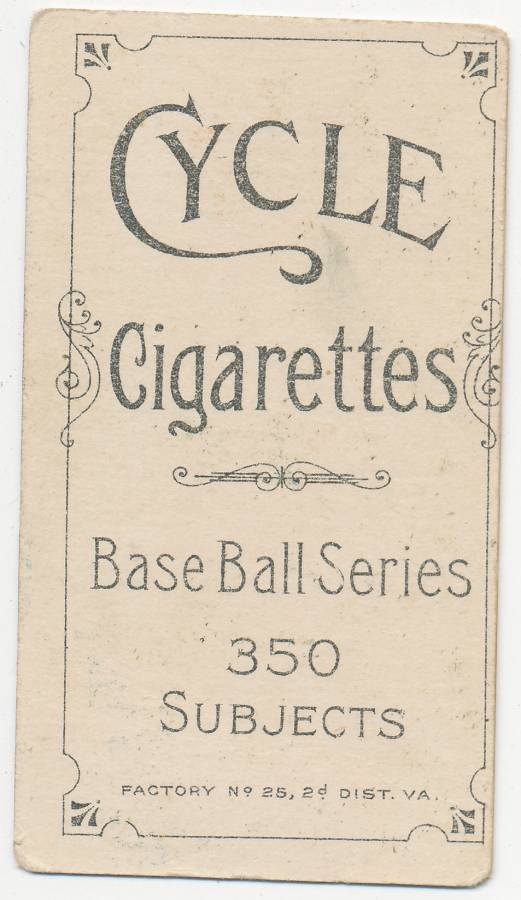 CYCLE
Cigarettes
Base Ball Series
350
SUBJECTS
FACTORY Nº 25, 2d DIST. VA.